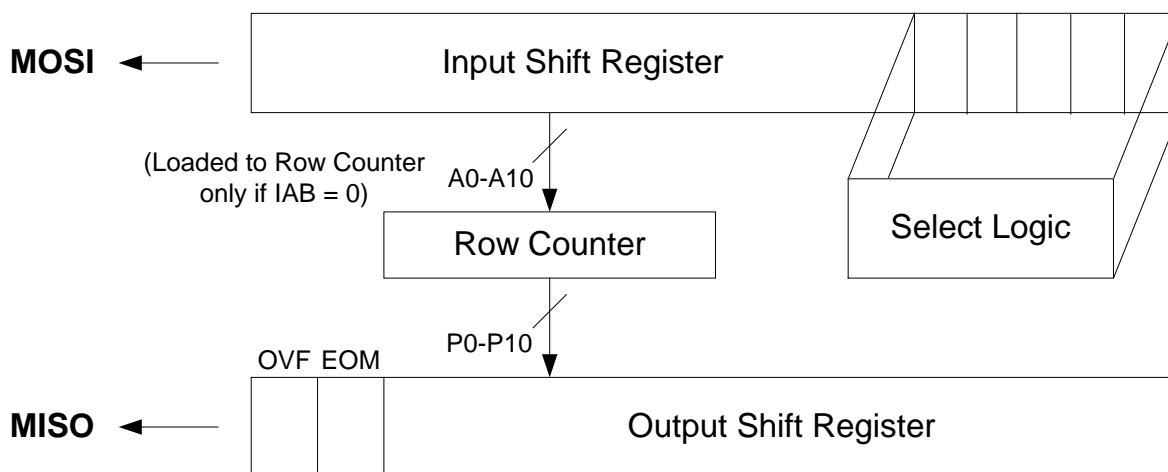 MOSI
Input Shift Register
(Loaded to Row Counter
only if IAB = 0)
A0-A10
Row Counter
Select Logic
P0-P10
OVF EOM
MISO
Output Shift Register